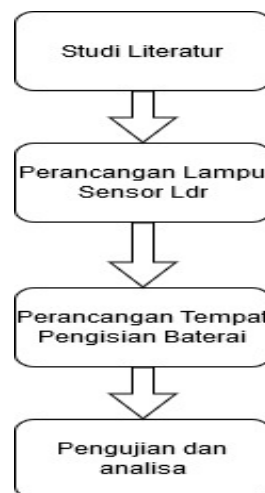 Studi Literatur
Perancangan Lampu
Sensor Ldr
Perancangan Tempat
Pengisian Baterai
Pengujian dan
analisa